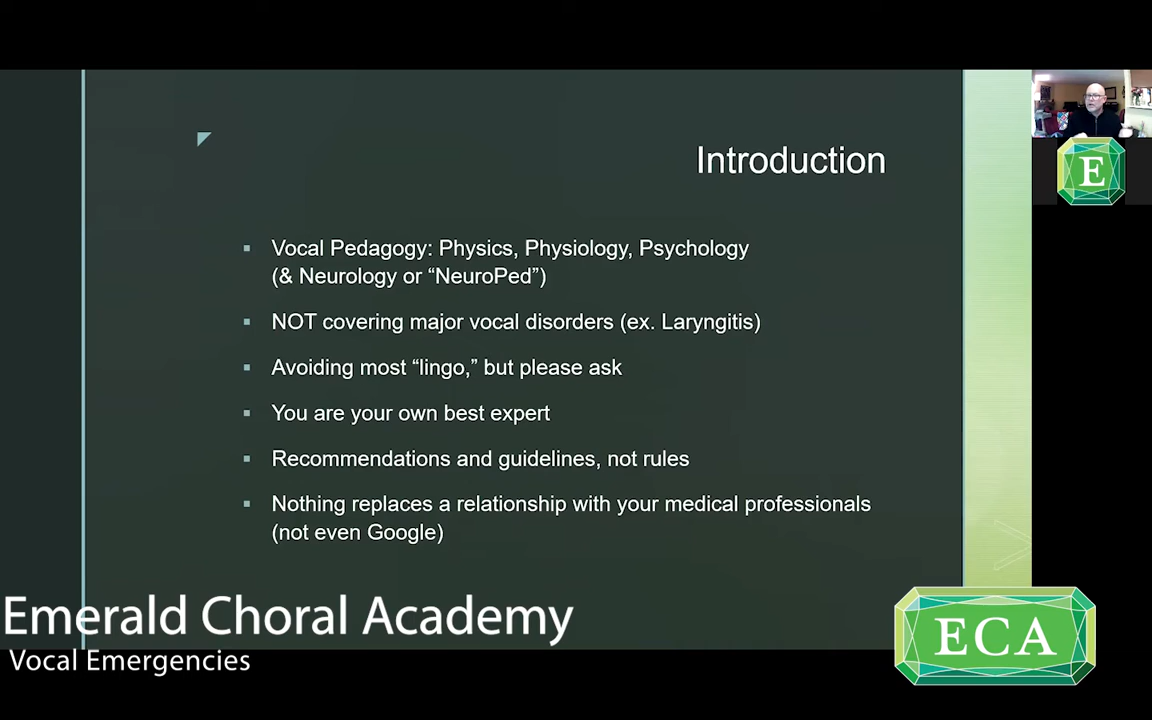 Introduction
Vocal Pedagogy: Physics, Physiology, Psychology
(& Neurology or “NeuroPed”)
NOT covering major vocal disorders (ex. Laryngitis)
Avoiding most “lingo,” but please ask
You are your own best expert
Recommendations and guidelines, not rules
Nothing replaces a relationship with your medical professionals
(not even Google)
E
Emerald Choral Academy
Vocal Emergencies
ECA